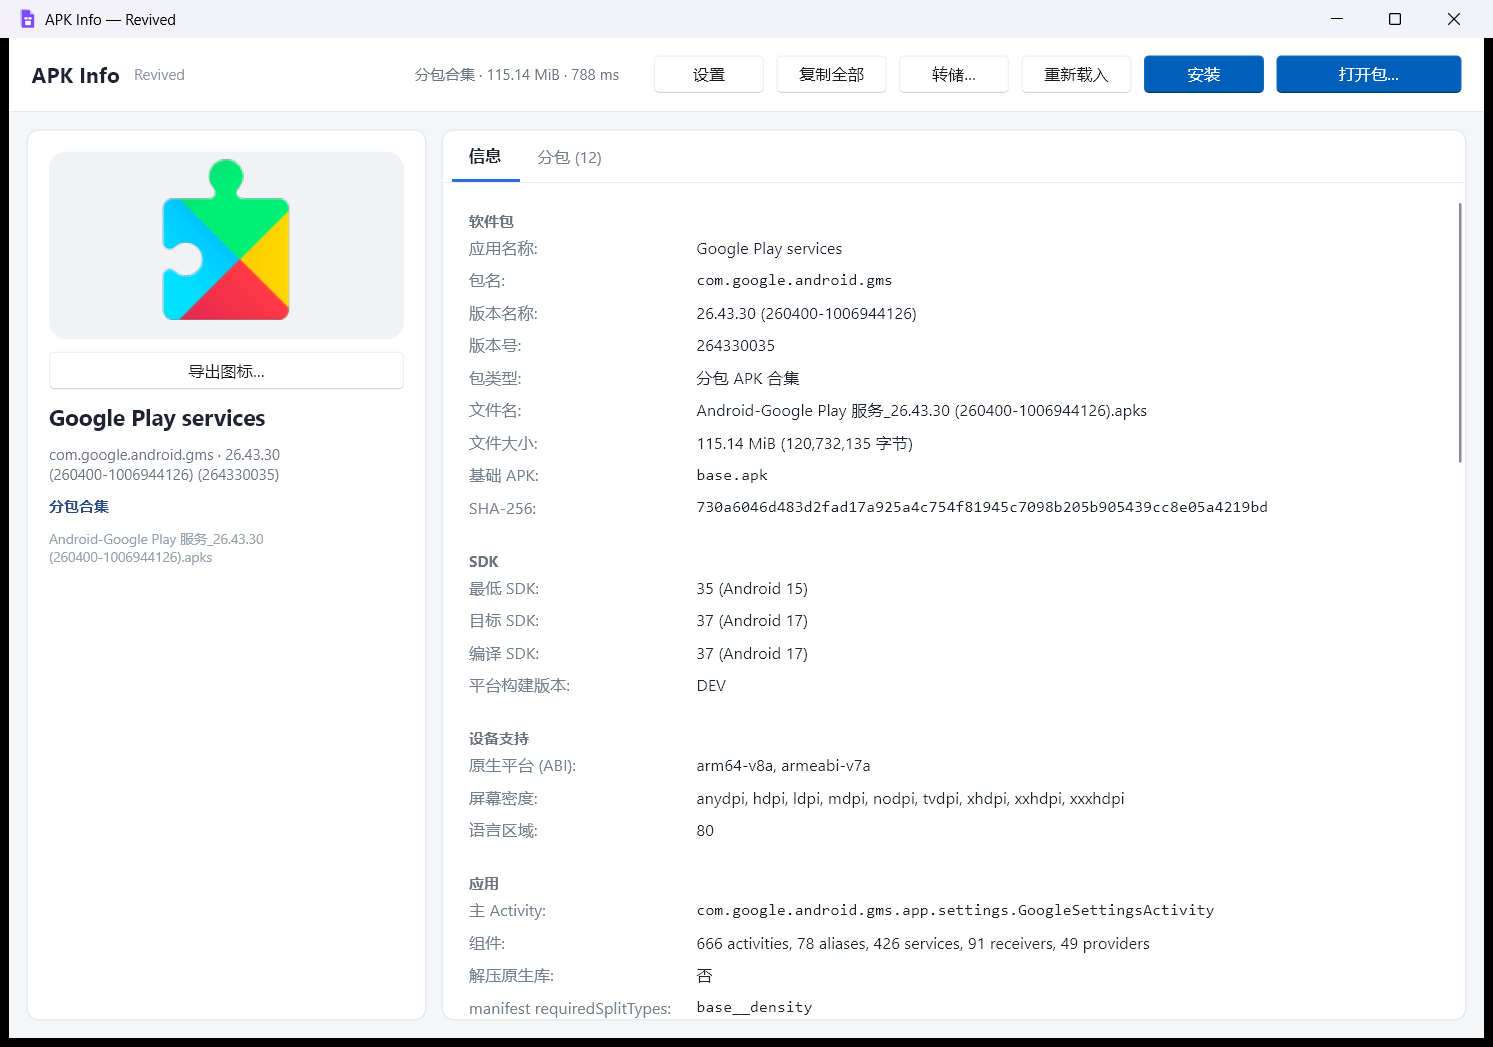 APK Info — Revived
APK Info Revived
分包合集 · 115.14 MiB · 788 ms
设置
复制全部
转储...
重新载入
安装
打开包...
导出图标...
Google Play services
com.google.android.gms · 26.43.30
(260400-1006944126) (264330035)
分包合集
Android-Google Play 服务_26.43.30
(260400-1006944126).apks
信息
分包 (12)
软件包
应用名称: Google Play services
包名: com.google.android.gms
版本名称: 26.43.30 (260400-1006944126)
版本号: 264330035
包类型: 分包 APK 合集
文件名: Android-Google Play 服务_26.43.30 (260400-1006944126).apks
文件大小: 115.14 MiB (120,732,135 字节)
基础 APK: base.apk
SHA-256: 730a6046d483d2fad17a925a4c754f81945c7098b205b905439cc8e05a4219bd
SDK
最低 SDK: 35 (Android 15)
目标 SDK: 37 (Android 17)
编译 SDK: 37 (Android 17)
平台构建版本: DEV
设备支持
原生平台 (ABI): arm64-v8a, armeabi-v7a
屏幕密度: anydpi, hdpi, ldpi, mdpi, nodpi, tvdpi, xhdpi, xxhdpi, xxxhdpi
语言区域: 80
应用
主 Activity: com.google.android.gms.app.settings.GoogleSettingsActivity
组件: 666 activities, 78 aliases, 426 services, 91 receivers, 49 providers
解压原生库: 否
manifest requiredSplitTypes: base__density